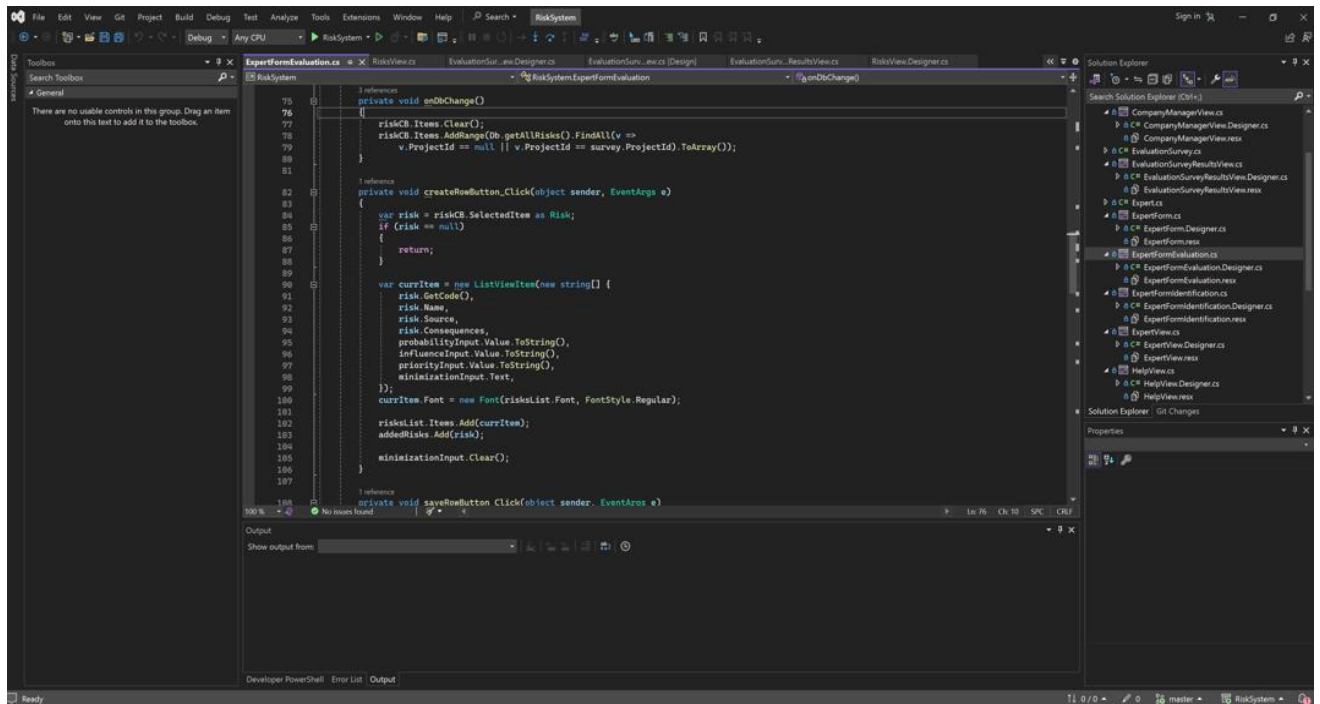 File Edit View Git Project Build Debug Test Analyze Tools Extensions Window Help Search RiskSystem Sign in
Debug Any CPU RiskSystem
Data Sources
Toolbox
Search Toolbox
General
There are no usable controls in this group. Drag an item
onto this text to add it to the toolbox.
ExpertFormEvaluation.cs RisksView.cs EvaluationSur...ew.Designer.cs EvaluationSurv...ew.cs [Design] EvaluationSurv...ResultsView.cs RisksView.Designer.cs
RiskSystem RiskSystem.ExpertFormEvaluation onDbChange()
3 references
75 private void onDbChange()
76 {
77 riskCB.Items.Clear();
78 riskCB.Items.AddRange(Db.getAllRisks().FindAll(v =>
79 v.ProjectId == null || v.ProjectId == survey.ProjectId).ToArray());
80 }
81
1 reference
82 private void createRowButton_Click(object sender, EventArgs e)
83 {
84 var risk = riskCB.SelectedItem as Risk;
85 if (risk == null)
86 {
87 return;
88 }
89
90 var currItem = new ListViewItem(new string[] {
91 risk.GetCode(),
92 risk.Name,
93 risk.Source,
94 risk.Consequences,
95 probabilityInput.Value.ToString(),
96 influenceInput.Value.ToString(),
97 priorityInput.Value.ToString(),
98 minimizationInput.Text,
99 });
100 currItem.Font = new Font(risksList.Font, FontStyle.Regular);
101
102 risksList.Items.Add(currItem);
103 addedRisks.Add(risk);
104
105 minimizationInput.Clear();
106 }
107
1 reference
108 private void saveRowButton_Click(object sender, EventArgs e)
100 % No issues found Ln: 76 Ch: 10 SPC CRLF
Output
Show output from:
Developer PowerShell Error List Output
Solution Explorer
Search Solution Explorer (Ctrl+;)
CompanyManagerView.cs
C# CompanyManagerView.Designer.cs
CompanyManagerView.resx
C# EvaluationSurvey.cs
EvaluationSurveyResultsView.cs
C# EvaluationSurveyResultsView.Designer.cs
EvaluationSurveyResultsView.resx
C# Expert.cs
ExpertForm.cs
C# ExpertForm.Designer.cs
ExpertForm.resx
ExpertFormEvaluation.cs
C# ExpertFormEvaluation.Designer.cs
ExpertFormEvaluation.resx
ExpertFormIdentification.cs
C# ExpertFormIdentification.Designer.cs
ExpertFormIdentification.resx
ExpertView.cs
C# ExpertView.Designer.cs
ExpertView.resx
HelpView.cs
C# HelpView.Designer.cs
HelpView.resx
Solution Explorer Git Changes
Properties
Ready 0 / 0 0 master RiskSystem